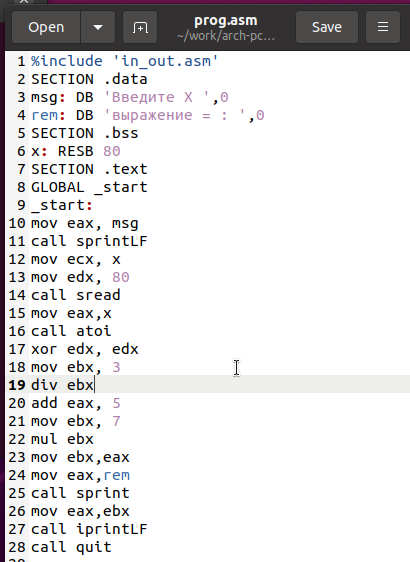 Open
prog.asm
~/work/arch-pc...
Save
1 %include 'in_out.asm'
2 SECTION .data
3 msg: DB 'Введите X ',0
4 rem: DB 'выражение = : ',0
5 SECTION .bss
6 x: RESB 80
7 SECTION .text
8 GLOBAL _start
9 _start:
10 mov eax, msg
11 call sprintLF
12 mov ecx, x
13 mov edx, 80
14 call sread
15 mov eax,x
16 call atoi
17 xor edx, edx
18 mov ebx, 3
19 div ebx
20 add eax, 5
21 mov ebx, 7
22 mul ebx
23 mov ebx,eax
24 mov eax,rem
25 call sprint
26 mov eax,ebx
27 call iprintLF
28 call quit